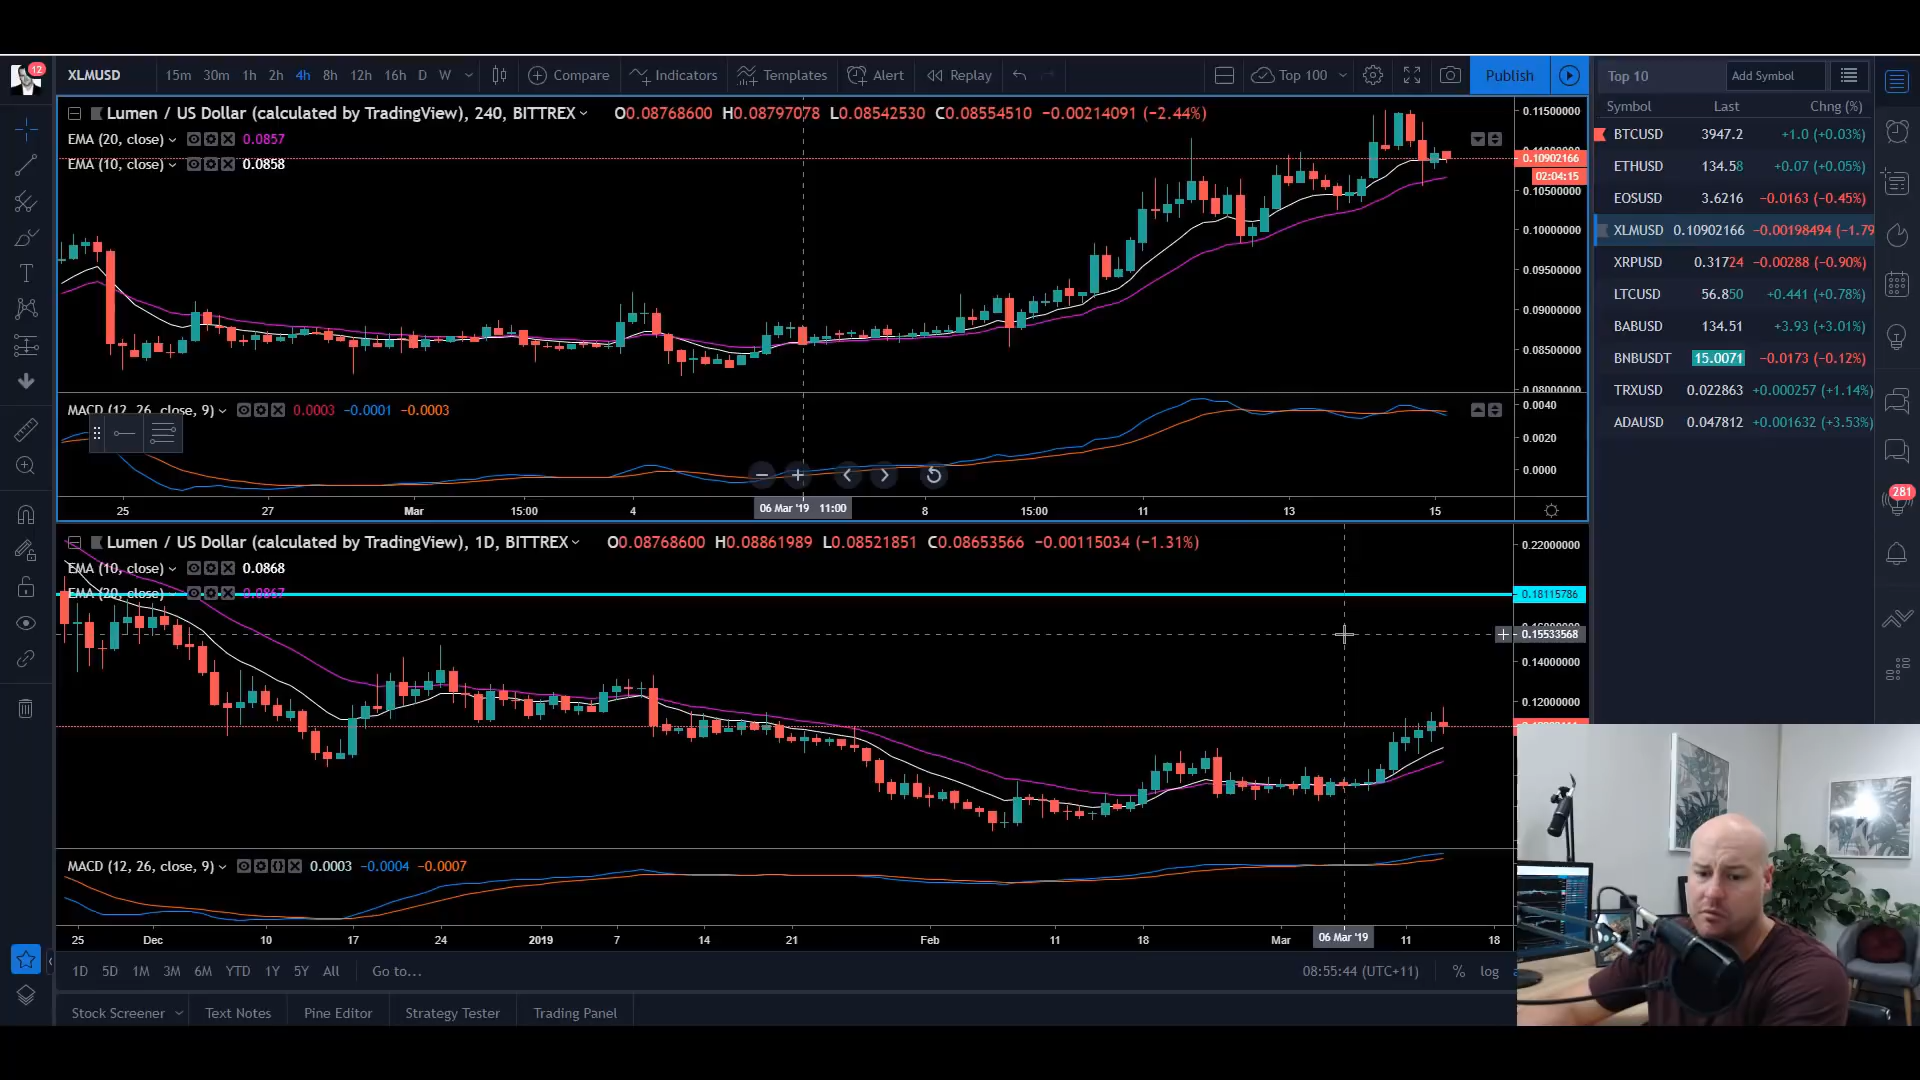 12
XLMUSD 15m 30m 1h 2h 4h 8h 12h 16h D W Compare Indicators Templates Alert Replay Top 100 Publish
Lumen / US Dollar (calculated by TradingView), 240, BITTREX O0.08768600 H0.08797078 L0.08542530 C0.08554510 −0.00214091 (−2.44%)
EMA (20, close) 0.0857
EMA (10, close) 0.0858
0.11500000
0.10902166
02:04:15
0.10500000
0.10000000
0.09500000
0.09000000
0.08500000
0.08000000
MACD (12, 26, close, 9) 0.0003 −0.0001 −0.0003
0.0040
0.0020
0.0000
25 27 Mar 15:00 4 06 Mar '19 11:00 8 15:00 11 13 15
Lumen / US Dollar (calculated by TradingView), 1D, BITTREX O0.08768600 H0.08861989 L0.08521851 C0.08653566 −0.00115034 (−1.31%)
EMA (10, close) 0.0868
EMA (20, close) 0.0867
0.22000000
0.18115786
0.15533568
0.14000000
0.12000000
MACD (12, 26, close, 9) 0.0003 −0.0004 −0.0007
25 Dec 10 17 24 2019 7 14 21 Feb 11 18 Mar 06 Mar '19 11 18
1D 5D 1M 3M 6M YTD 1Y 5Y All Go to... 08:55:44 (UTC+11) % log
Stock Screener Text Notes Pine Editor Strategy Tester Trading Panel
Top 10 Add Symbol
Symbol Last Chng (%)
BTCUSD 3947.2 +1.0 (+0.03%)
ETHUSD 134.58 +0.07 (+0.05%)
EOSUSD 3.6216 −0.0163 (−0.45%)
XLMUSD 0.10902166 −0.00198494 (−1.79
XRPUSD 0.31724 −0.00288 (−0.90%)
LTCUSD 56.850 +0.441 (+0.78%)
BABUSD 134.51 +3.93 (+3.01%)
BNBUSDT 15.0071 −0.0173 (−0.12%)
TRXUSD 0.022863 +0.000257 (+1.14%)
ADAUSD 0.047812 +0.001632 (+3.53%)
281